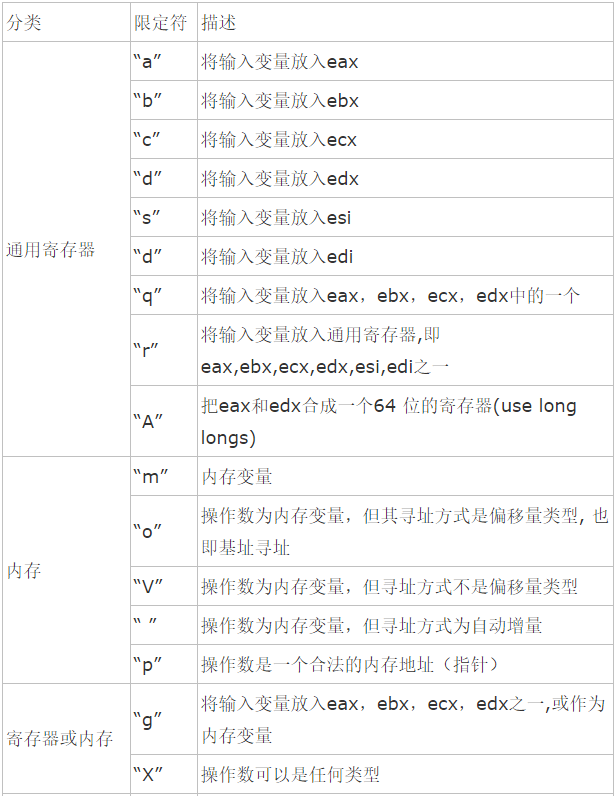 分类 限定符 描述
通用寄存器
“a” 将输入变量放入eax
“b” 将输入变量放入ebx
“c” 将输入变量放入ecx
“d” 将输入变量放入edx
“s” 将输入变量放入esi
“d” 将输入变量放入edi
“q” 将输入变量放入eax，ebx，ecx，edx中的一个
“r” 将输入变量放入通用寄存器,即
eax,ebx,ecx,edx,esi,edi之一
“A” 把eax和edx合成一个64 位的寄存器(use long
longs)
内存
“m” 内存变量
“o” 操作数为内存变量，但其寻址方式是偏移量类型, 也
即基址寻址
“V” 操作数为内存变量，但寻址方式不是偏移量类型
“ ” 操作数为内存变量，但寻址方式为自动增量
“p” 操作数是一个合法的内存地址（指针）
寄存器或内存
“g” 将输入变量放入eax，ebx，ecx，edx之一,或作为
内存变量
“X” 操作数可以是任何类型